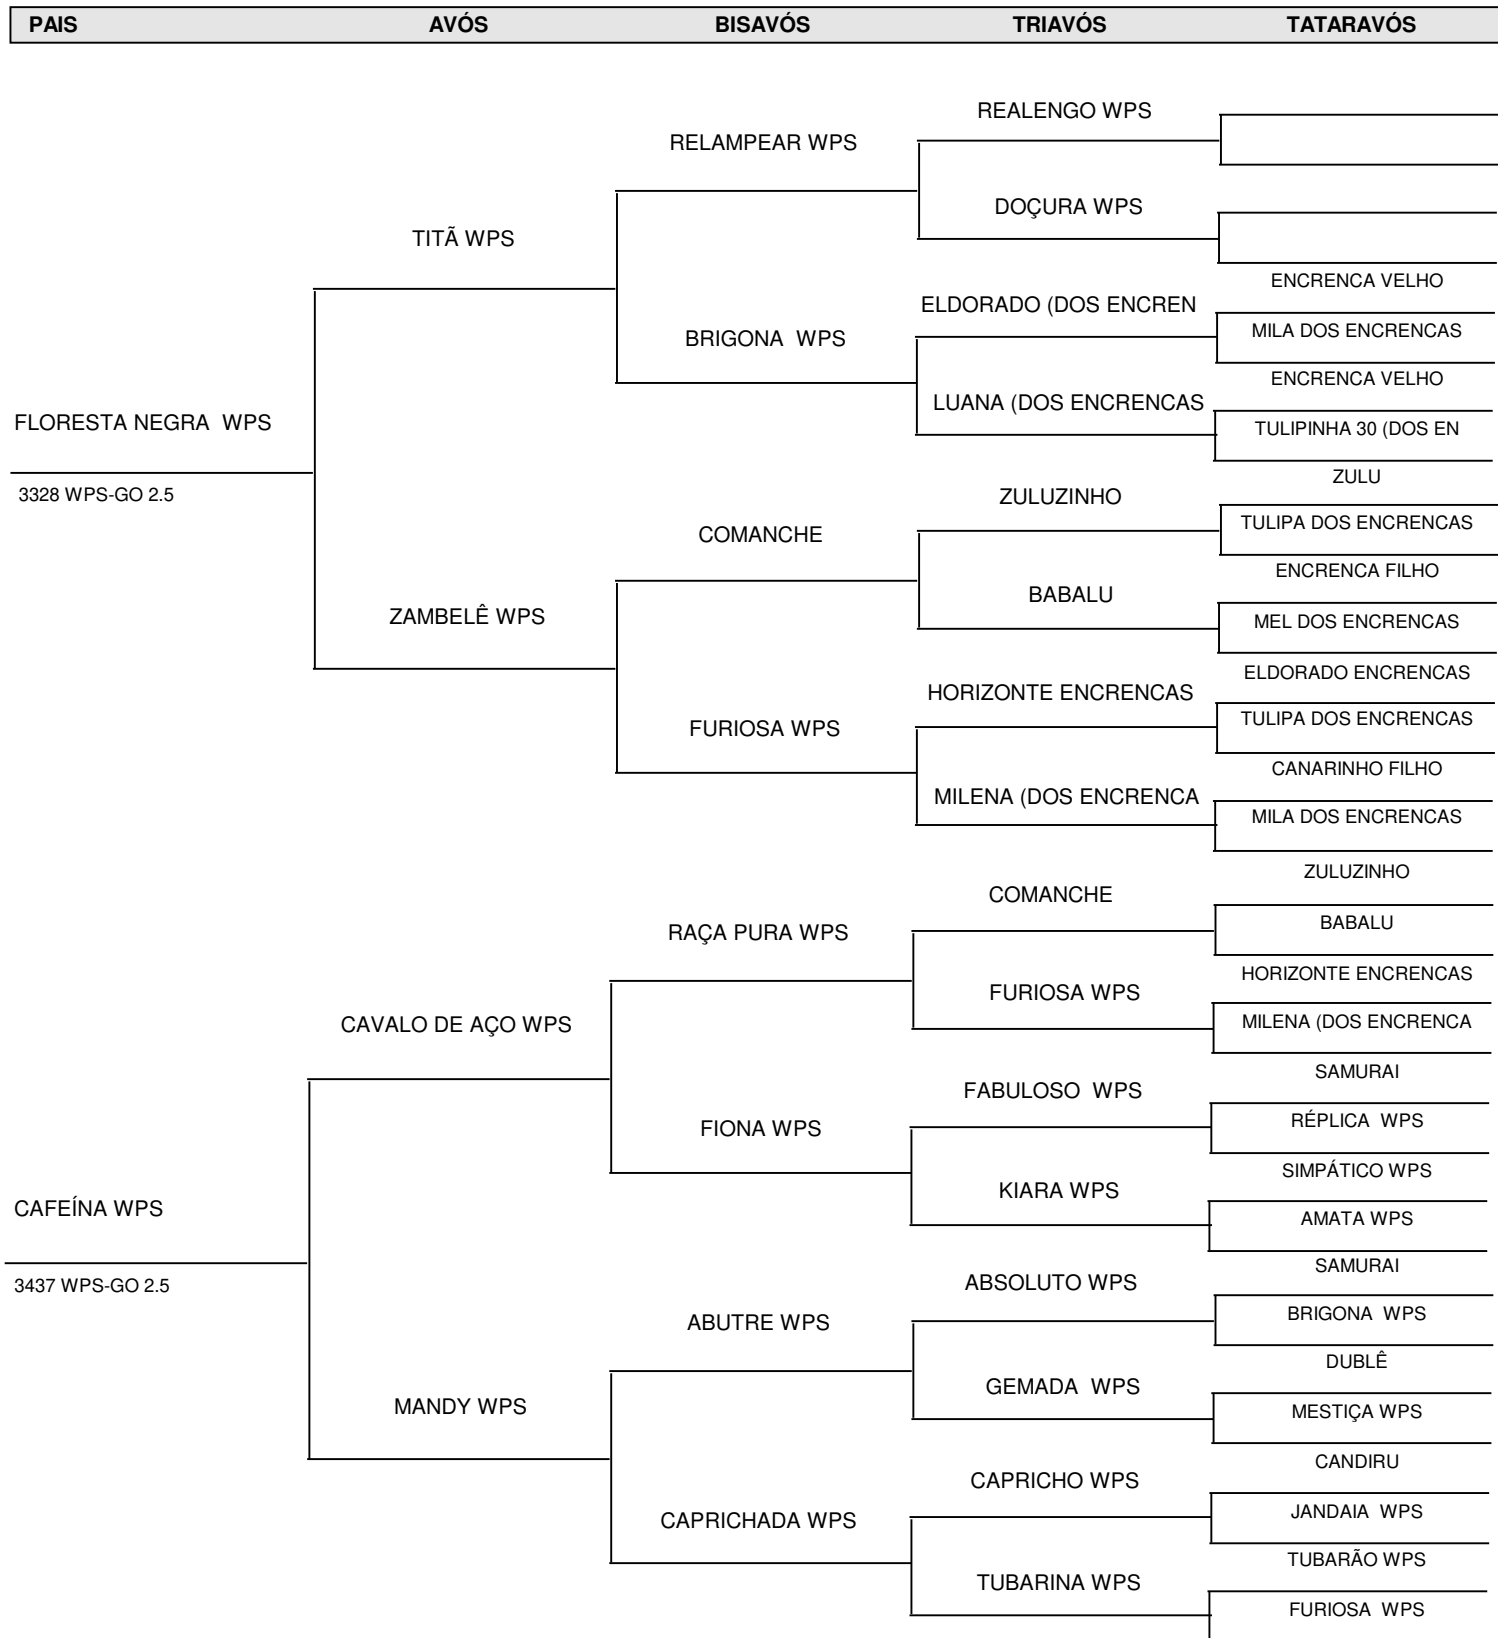 PAIS AVÓS BISAVÓS TRIAVÓS TATARAVÓS
REALENGO WPS
RELAMPEAR WPS
DOÇURA WPS
TITÃ WPS
ENCRENCA VELHO
ELDORADO (DOS ENCREN
MILA DOS ENCRENCAS
BRIGONA WPS
ENCRENCA VELHO
LUANA (DOS ENCRENCAS
TULIPINHA 30 (DOS EN
FLORESTA NEGRA WPS
3328 WPS-GO 2.5
ZULU
ZULUZINHO
TULIPA DOS ENCRENCAS
COMANCHE
ENCRENCA FILHO
BABALU
MEL DOS ENCRENCAS
ZAMBELÊ WPS
ELDORADO ENCRENCAS
HORIZONTE ENCRENCAS
TULIPA DOS ENCRENCAS
FURIOSA WPS
CANARINHO FILHO
MILENA (DOS ENCRENCA
MILA DOS ENCRENCAS
ZULUZINHO
COMANCHE
BABALU
RAÇA PURA WPS
HORIZONTE ENCRENCAS
FURIOSA WPS
MILENA (DOS ENCRENCA
CAVALO DE AÇO WPS
SAMURAI
FABULOSO WPS
RÉPLICA WPS
FIONA WPS
SIMPÁTICO WPS
KIARA WPS
AMATA WPS
CAFEÍNA WPS
3437 WPS-GO 2.5
SAMURAI
ABSOLUTO WPS
BRIGONA WPS
ABUTRE WPS
DUBLÊ
GEMADA WPS
MESTIÇA WPS
MANDY WPS
CANDIRU
CAPRICHO WPS
JANDAIA WPS
CAPRICHADA WPS
TUBARÃO WPS
TUBARINA WPS
FURIOSA WPS